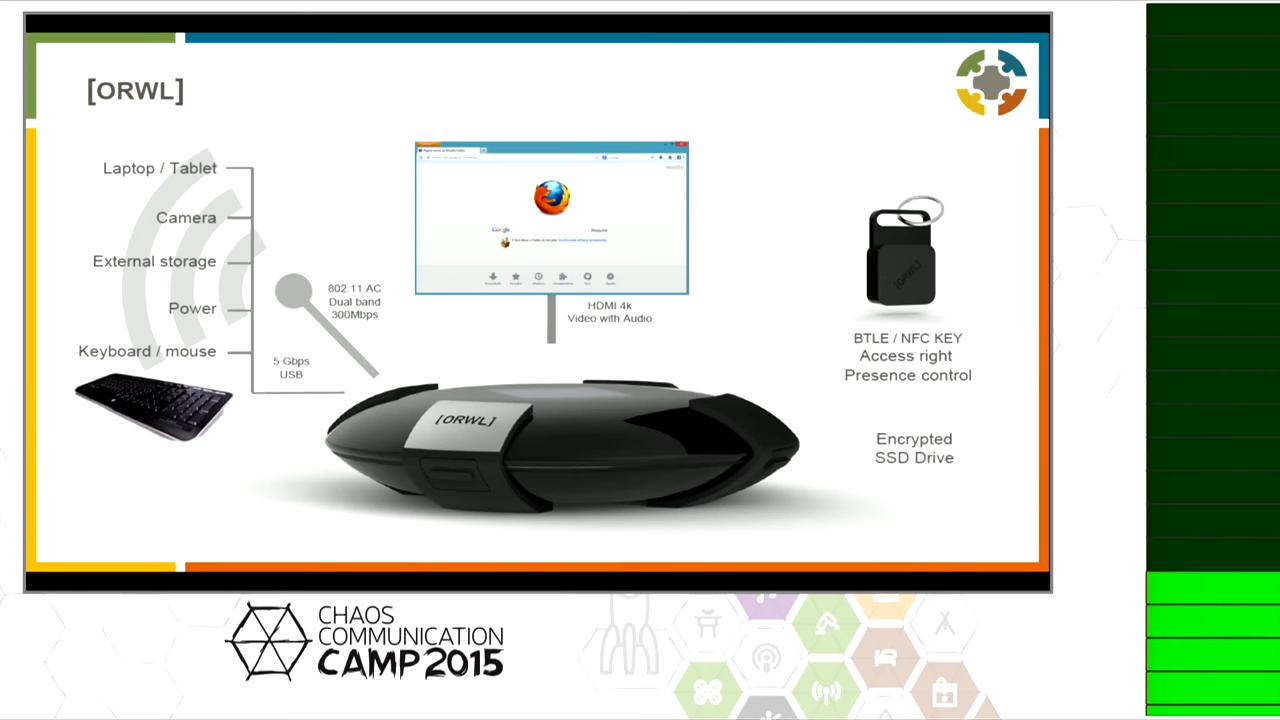 [ORWL]
Laptop / Tablet
Camera
External storage
Power
Keyboard / mouse
802.11 AC
Dual band
300Mbps
5 Gbps
USB
Google
HDMI 4k
Video with Audio
[ORWL]
[ORWL]
BTLE / NFC KEY
Access right
Presence control
Encrypted
SSD Drive
CHAOS
COMMUNICATION
CAMP 2015